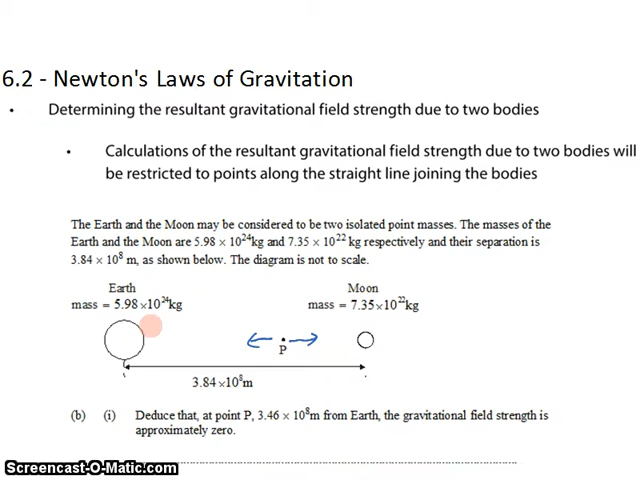 6.2 - Newton's Laws of Gravitation
• Determining the resultant gravitational field strength due to two bodies
• Calculations of the resultant gravitational field strength due to two bodies will
be restricted to points along the straight line joining the bodies
The Earth and the Moon may be considered to be two isolated point masses. The masses of the
Earth and the Moon are 5.98 × 10²⁴kg and 7.35 × 10²² kg respectively and their separation is
3.84 × 10⁸ m, as shown below. The diagram is not to scale.
Earth Moon
mass = 5.98×10²⁴kg mass = 7.35×10²²kg
P
3.84×10⁸m
(b) (i) Deduce that, at point P, 3.46 × 10⁸m from Earth, the gravitational field strength is
approximately zero.
Screencast-O-Matic.com